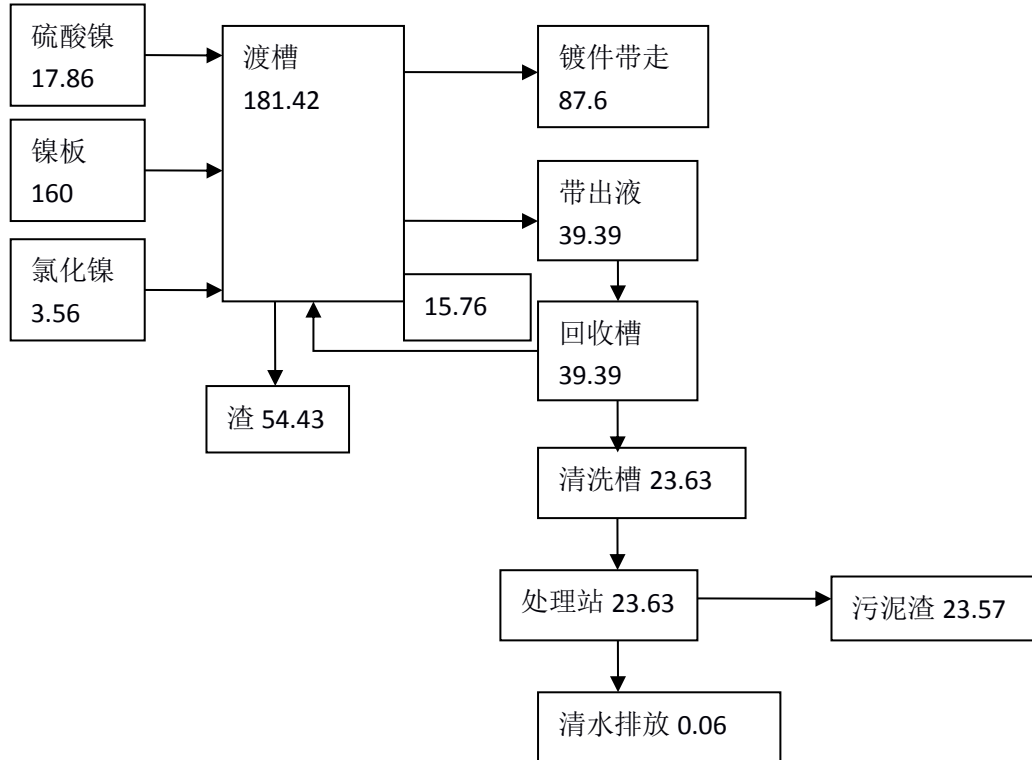 硫酸镍
17.86
镍板
160
氯化镍
3.56
渡槽
181.42
镀件带走
87.6
带出液
39.39
15.76
回收槽
39.39
渣 54.43
清洗槽 23.63
处理站 23.63
污泥渣 23.57
清水排放 0.06